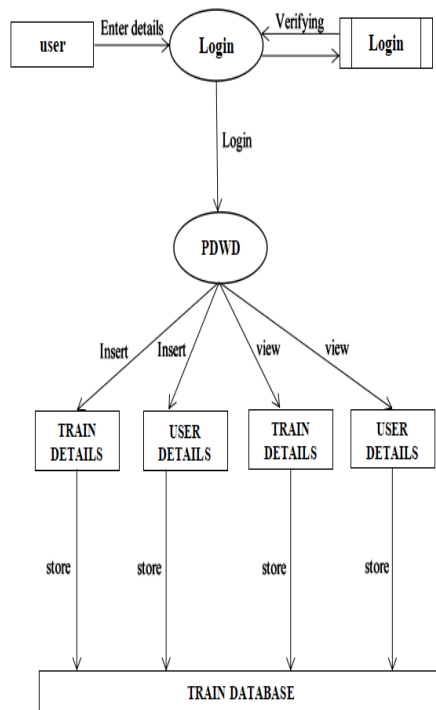 user
Enter details
Login
Verifying
Login
Login
PDWD
Insert
Insert
view
view
TRAIN
DETAILS
USER
DETAILS
TRAIN
DETAILS
USER
DETAILS
store
store
store
store
TRAIN DATABASE